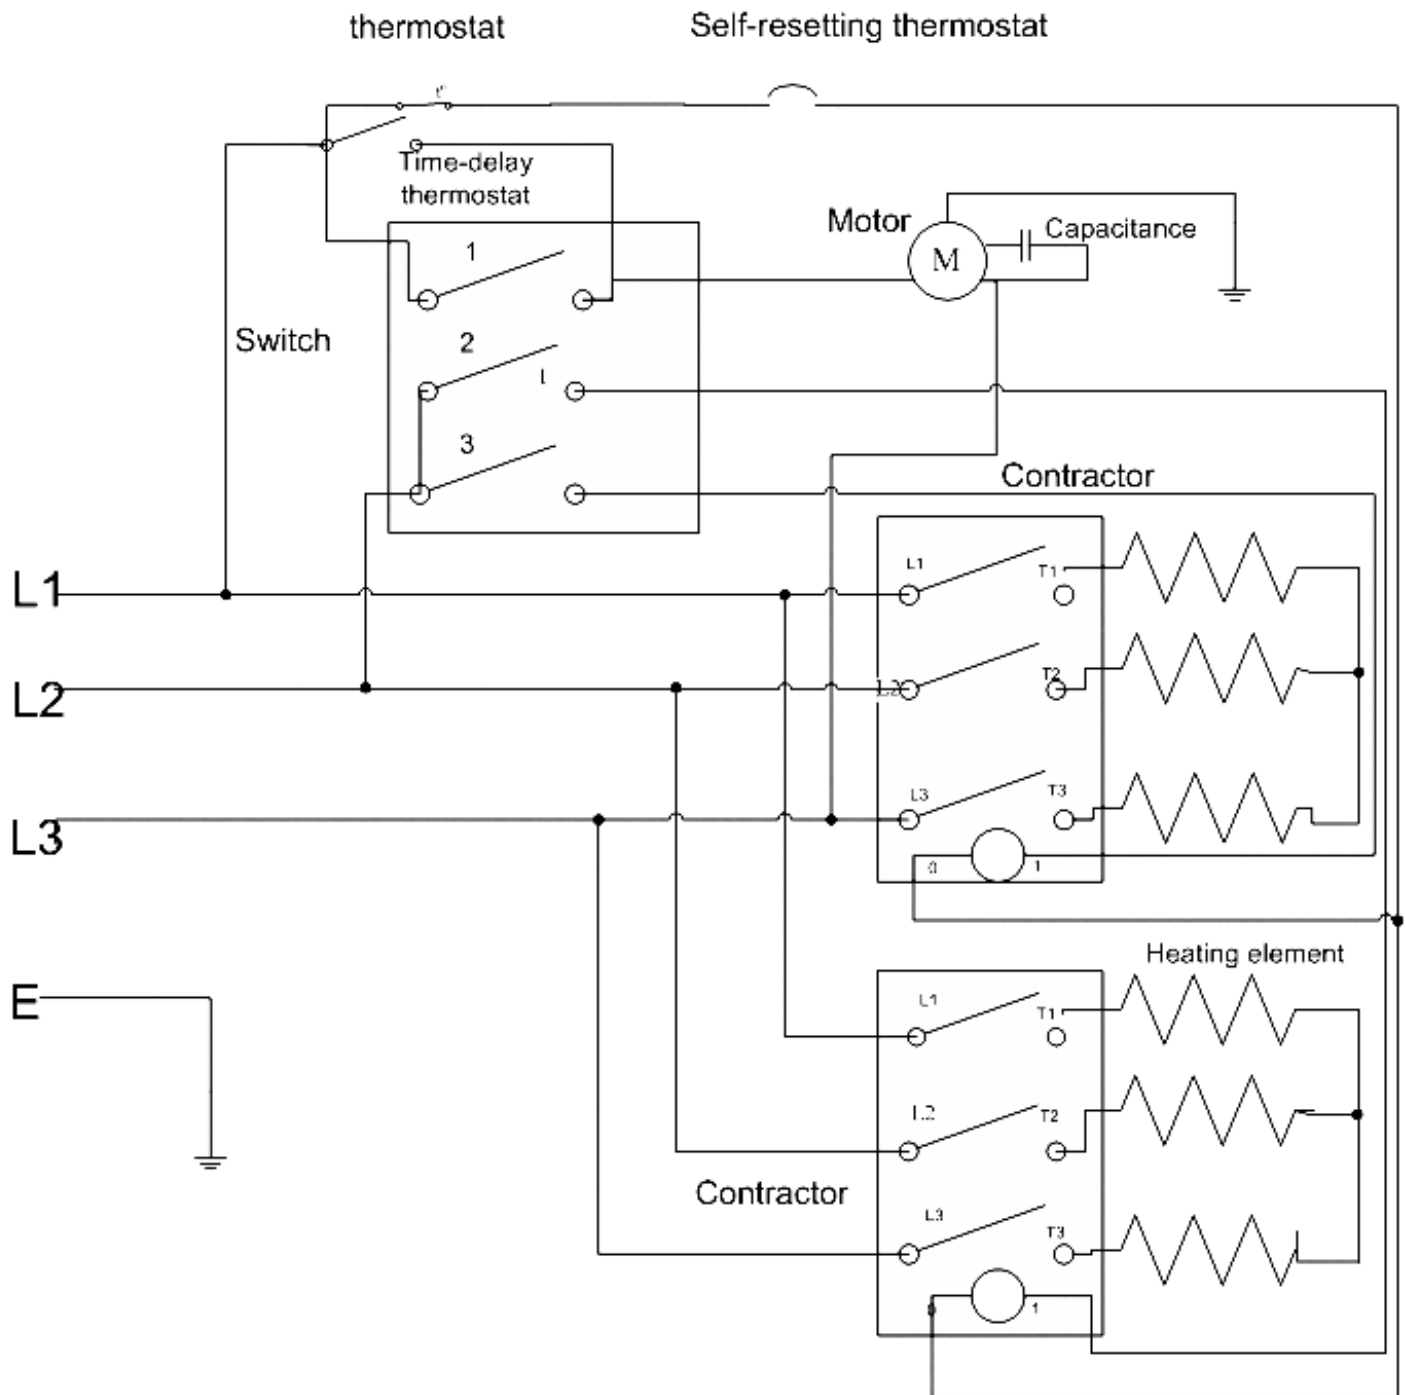 thermostat
Self-resetting thermostat
Time-delay
thermostat
Motor
Capacitance
M
1
Switch
2
3
Contractor
L1
L1
T1
L2
L2
T2
L3
L3
T3
0
1
Heating element
E
L1
T1
L2
T2
Contractor
L3
T3
0
1